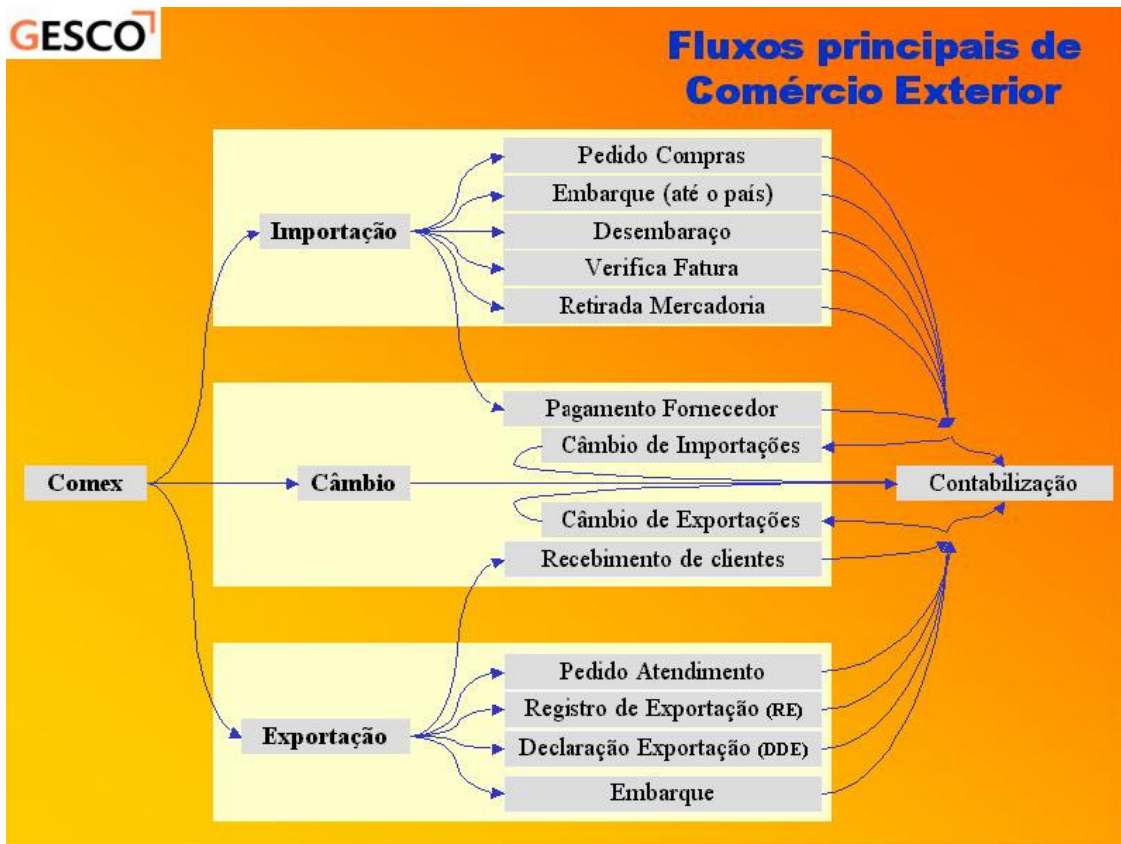 GESCO
Fluxos principais de
Comércio Exterior
Pedido Compras
Embarque (até o país)
Importação
Desembaraço
Verifica Fatura
Retirada Mercadoria
Pagamento Fornecedor
Câmbio de Importações
Comex
Câmbio
Contabilização
Câmbio de Exportações
Recebimento de clientes
Pedido Atendimento
Registro de Exportação (RE)
Exportação
Declaração Exportação (DDE)
Embarque